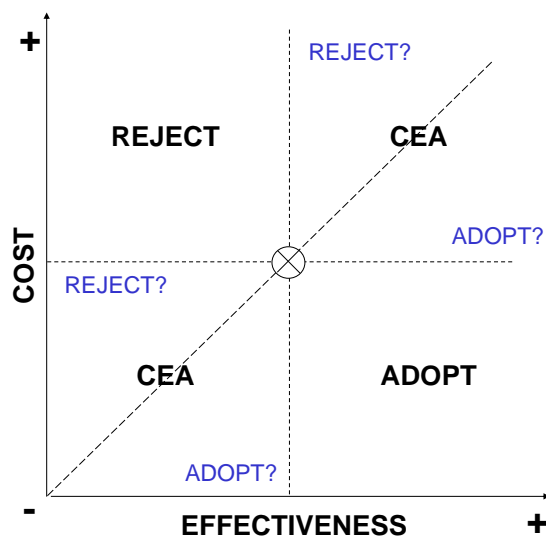 +
REJECT?
REJECT
CEA
ADOPT?
COST
REJECT?
CEA
ADOPT
ADOPT?
-
EFFECTIVENESS
+